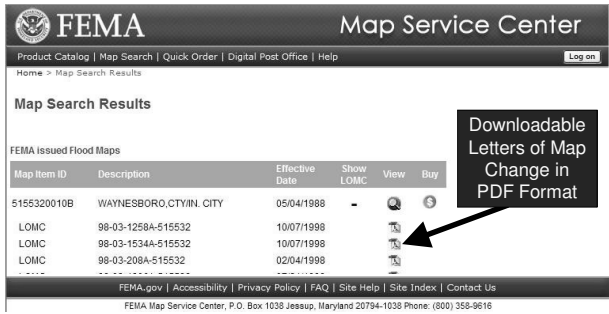 FEMA Map Service Center
Product Catalog | Map Search | Quick Order | Digital Post Office | Help Log on
Home > Map Search Results
Map Search Results
Downloadable
Letters of Map
Change in
PDF Format
FEMA issued Flood Maps
Map Item ID Description Effective Date Show LOMC View Buy
5155320010B WAYNESBORO,CTY/IN. CITY 05/04/1988 -
LOMC 98-03-1258A-515532 10/07/1998
LOMC 98-03-1534A-515532 10/07/1998
LOMC 98-03-208A-515532 02/04/1998
FEMA.gov | Accessibility | Privacy Policy | FAQ | Site Help | Site Index | Contact Us
FEMA Map Service Center, P.O. Box 1038 Jessup, Maryland 20794-1038 Phone: (800) 358-9616